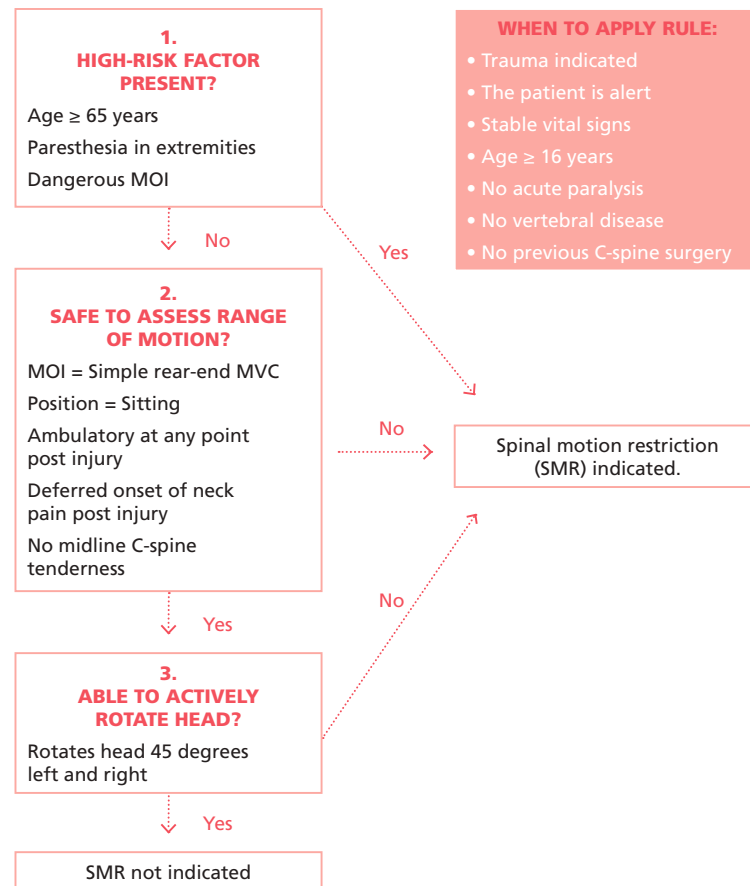 1.
HIGH-RISK FACTOR
PRESENT?
Age ≥ 65 years
Paresthesia in extremities
Dangerous MOI
WHEN TO APPLY RULE:
• Trauma indicated
• The patient is alert
• Stable vital signs
• Age ≥ 16 years
• No acute paralysis
• No vertebral disease
• No previous C-spine surgery
No
Yes
2.
SAFE TO ASSESS RANGE
OF MOTION?
MOI = Simple rear-end MVC
Position = Sitting
Ambulatory at any point
post injury
Deferred onset of neck
pain post injury
No midline C-spine
tenderness
No
Spinal motion restriction
(SMR) indicated.
Yes
No
3.
ABLE TO ACTIVELY
ROTATE HEAD?
Rotates head 45 degrees
left and right
Yes
SMR not indicated